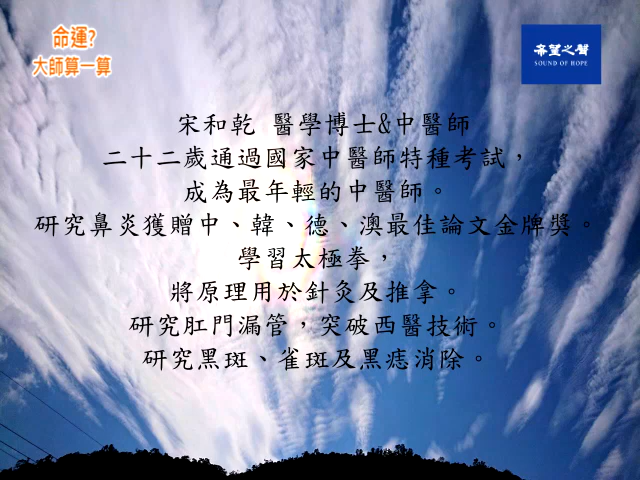 命運?
大師算一算
希望之聲
SOUND OF HOPE
宋和乾 醫學博士&中醫師
二十二歲通過國家中醫師特種考試，
成為最年輕的中醫師。
研究鼻炎獲贈中、韓、德、澳最佳論文金牌獎。
學習太極拳，
將原理用於針灸及推拿。
研究肛門漏管，突破西醫技術。
研究黑斑、雀斑及黑痣消除。